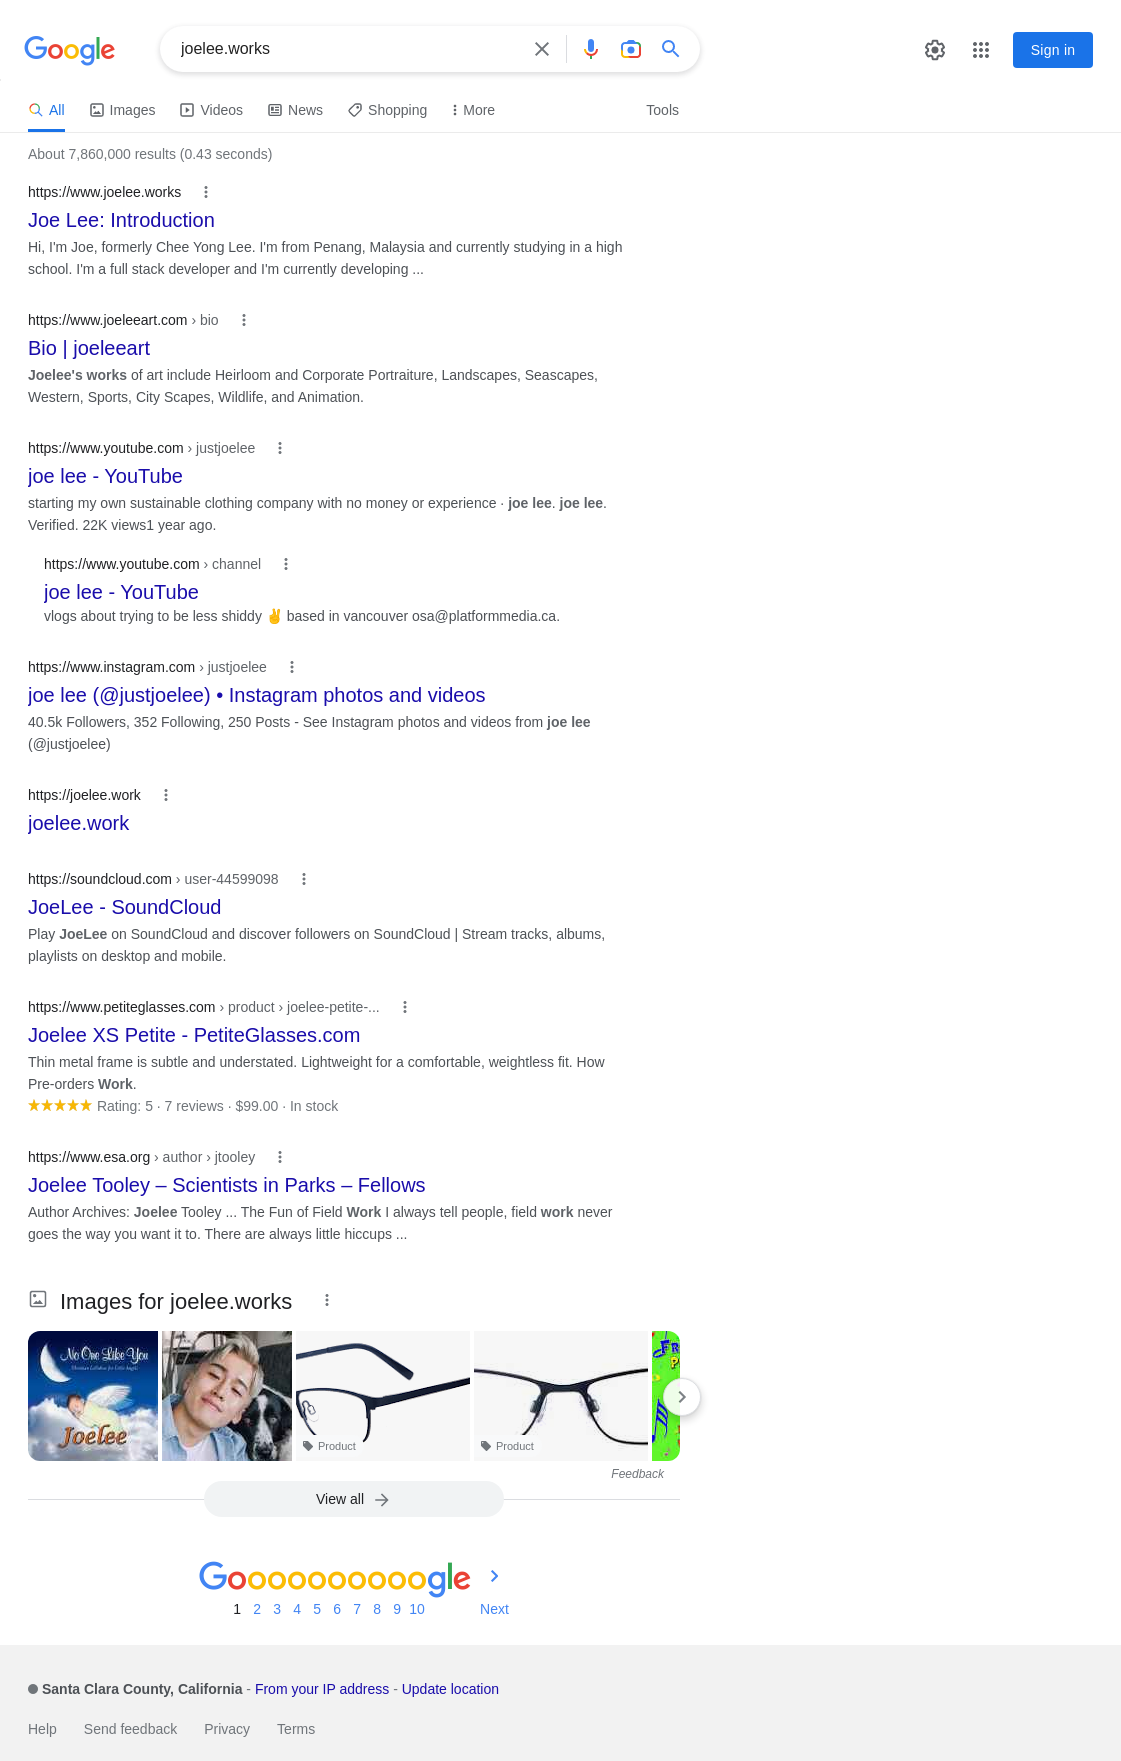 Google
joelee.works
Sign in
All Images Videos News Shopping More Tools
About 7,860,000 results (0.43 seconds)
https://www.joelee.works
Joe Lee: Introduction
Hi, I'm Joe, formerly Chee Yong Lee. I'm from Penang, Malaysia and currently studying in a high
school. I'm a full stack developer and I'm currently developing ...
https://www.joeleeart.com › bio
Bio | joeleeart
Joelee's works of art include Heirloom and Corporate Portraiture, Landscapes, Seascapes,
Western, Sports, City Scapes, Wildlife, and Animation.
https://www.youtube.com › justjoelee
joe lee - YouTube
starting my own sustainable clothing company with no money or experience · joe lee. joe lee.
Verified. 22K views1 year ago.
https://www.youtube.com › channel
joe lee - YouTube
vlogs about trying to be less shiddy ✌ based in vancouver osa@platformmedia.ca.
https://www.instagram.com › justjoelee
joe lee (@justjoelee) • Instagram photos and videos
40.5k Followers, 352 Following, 250 Posts - See Instagram photos and videos from joe lee
(@justjoelee)
https://joelee.work
joelee.work
https://soundcloud.com › user-44599098
JoeLee - SoundCloud
Play JoeLee on SoundCloud and discover followers on SoundCloud | Stream tracks, albums,
playlists on desktop and mobile.
https://www.petiteglasses.com › product › joelee-petite-...
Joelee XS Petite - PetiteGlasses.com
Thin metal frame is subtle and understated. Lightweight for a comfortable, weightless fit. How
Pre-orders Work.
★★★★★ Rating: 5 · 7 reviews · $99.00 · In stock
https://www.esa.org › author › jtooley
Joelee Tooley – Scientists in Parks – Fellows
Author Archives: Joelee Tooley ... The Fun of Field Work I always tell people, field work never
goes the way you want it to. There are always little hiccups ...
Images for joelee.works
No One Like You
Joelee
Product
Product
Feedback
View all
Goooooooooogle
1 2 3 4 5 6 7 8 9 10 Next
Santa Clara County, California - From your IP address - Update location
Help Send feedback Privacy Terms